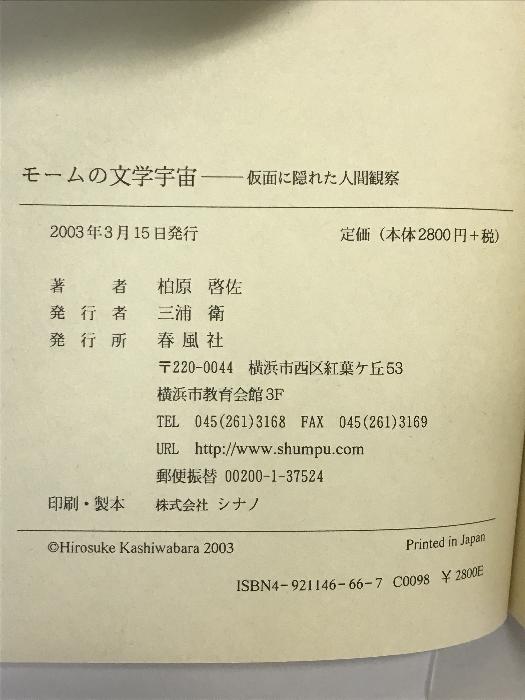 モームの文学宇宙——仮面に隠れた人間観察
2003年3月15日発行 定価（本体2800円＋税）
著者 柏原 啓佐
発行者 三浦 衛
発行所 春風社
〒220-0044 横浜市西区紅葉ケ丘53
横浜市教育会館3F
TEL 045(261)3168 FAX 045(261)3169
URL http://www.shumpu.com
郵便振替 00200-1-37524
印刷・製本 株式会社 シナノ
©Hirosuke Kashiwabara 2003 Printed in Japan
ISBN4-921146-66-7 C0098 ￥2800E